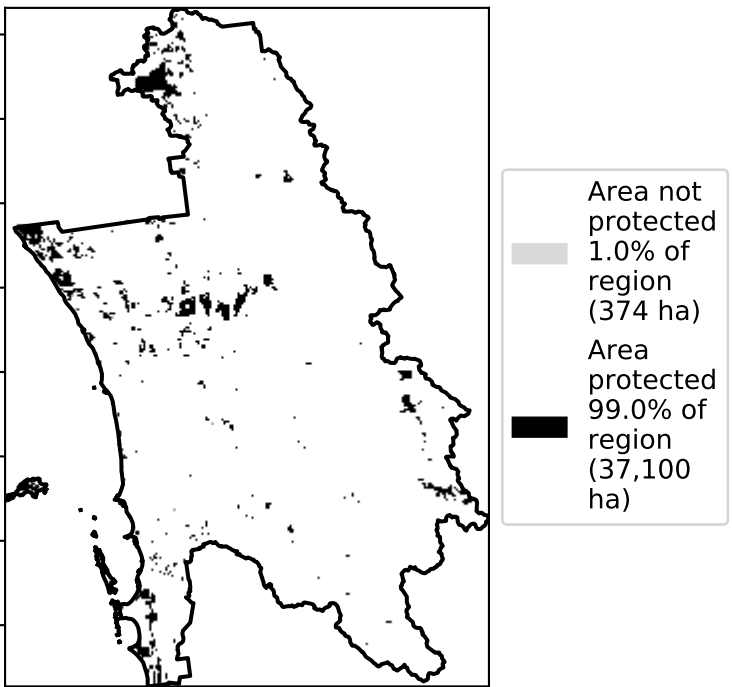 Area not
protected
1.0% of
region
(374 ha)
Area
protected
99.0% of
region
(37,100
ha)